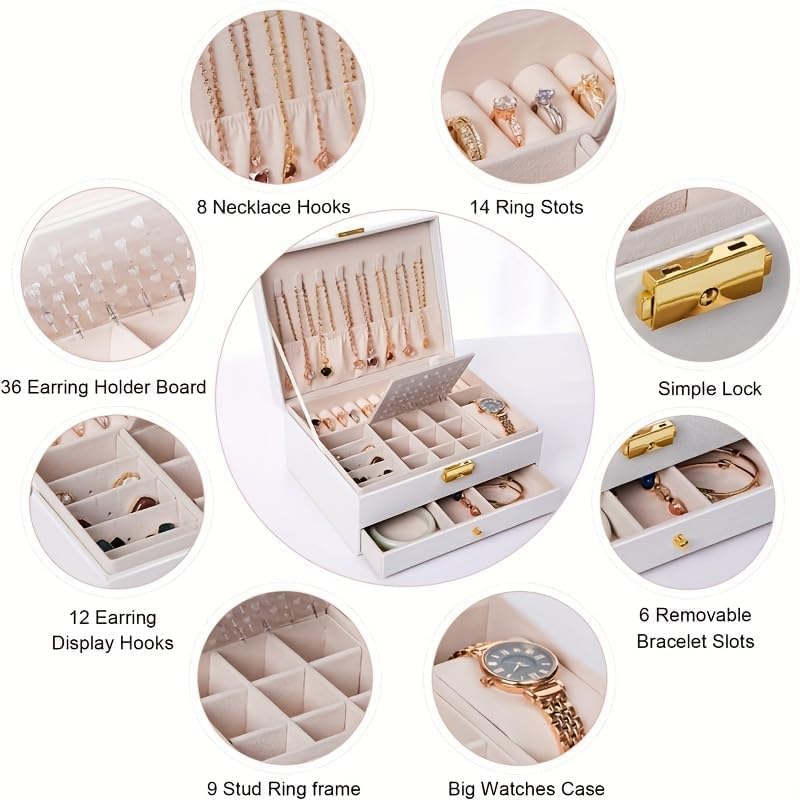 8 Necklace Hooks
14 Ring Stots
36 Earring Holder Board
Simple Lock
12 Earring
Display Hooks
6 Removable
Bracelet Slots
9 Stud Ring frame
Big Watches Case